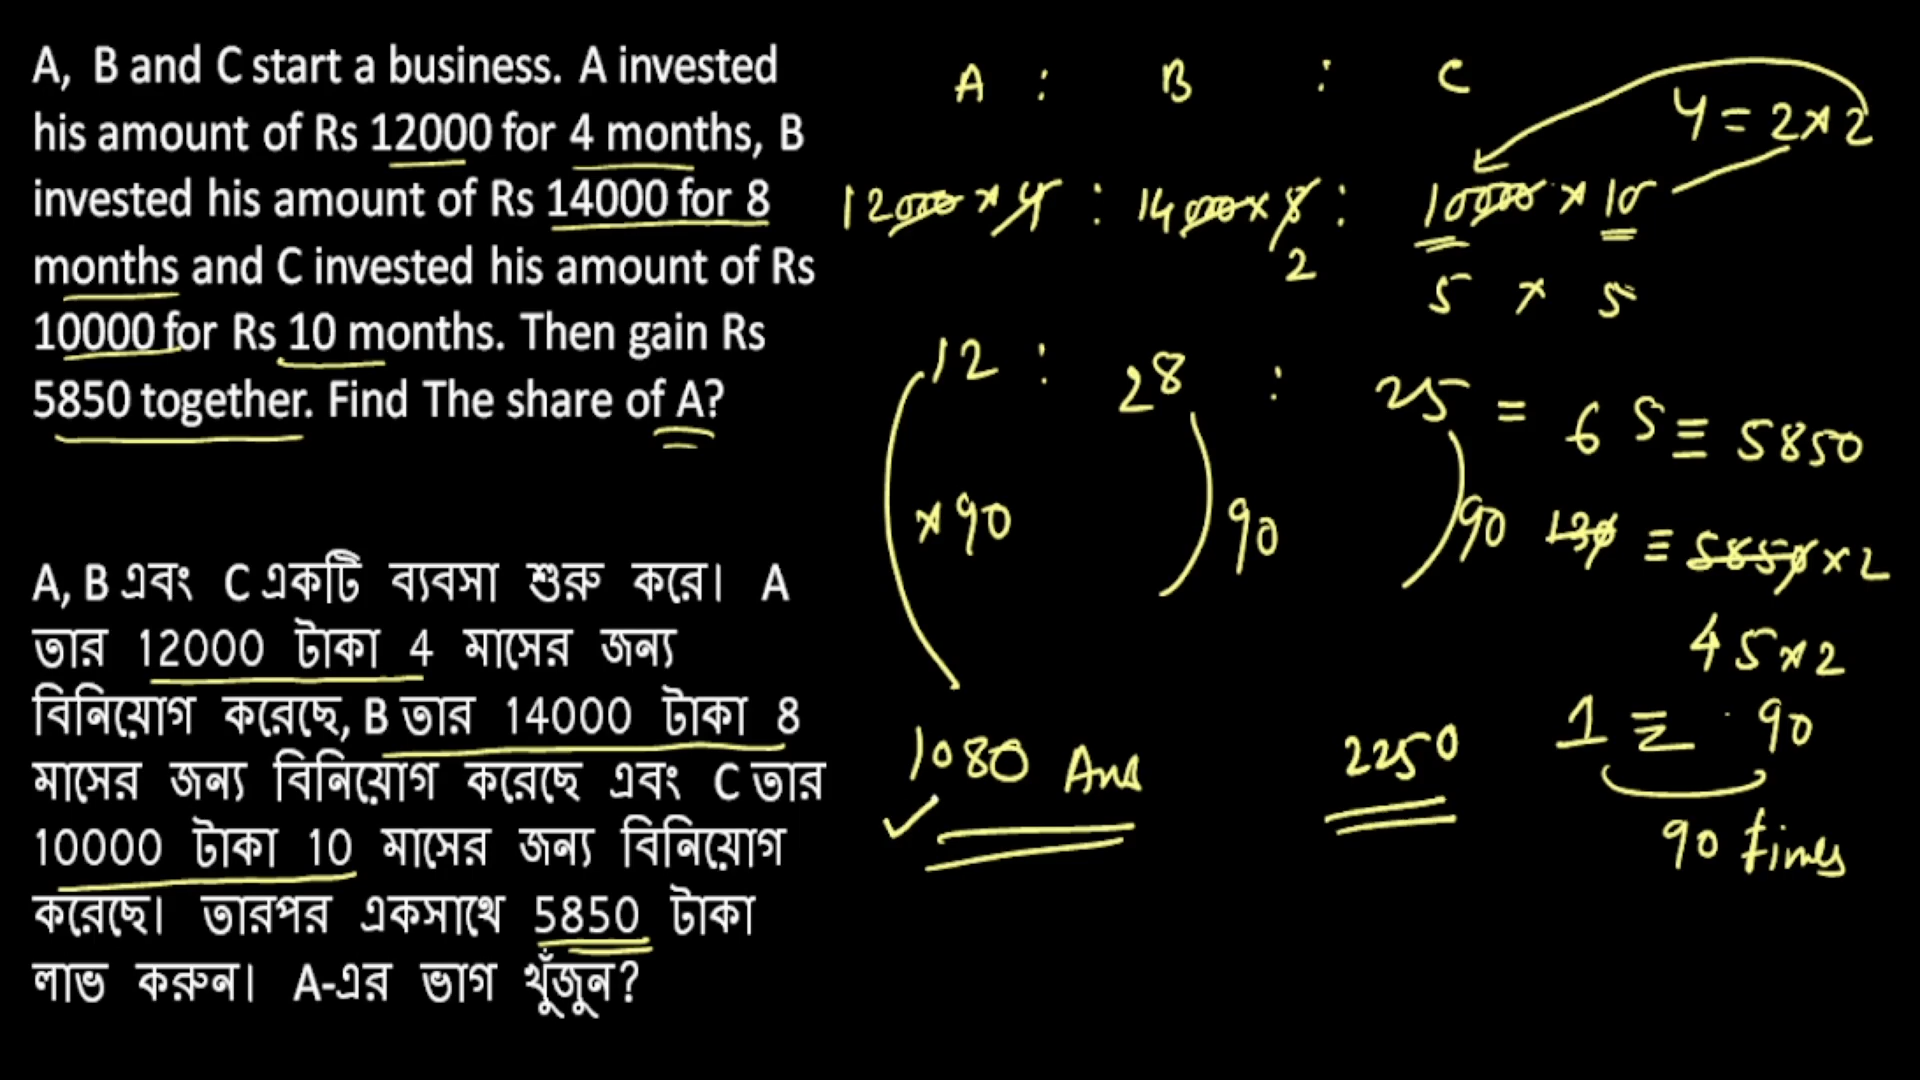 A, B and C start a business. A invested
his amount of Rs 12000 for 4 months, B
invested his amount of Rs 14000 for 8
months and C invested his amount of Rs
10000 for Rs 10 months. Then gain Rs
5850 together. Find The share of A?
A, B এবং C একটি ব্যবসা শুরু করে। A
তার 12000 টাকা 4 মাসের জন্য
বিনিয়োগ করেছে, B তার 14000 টাকা 8
মাসের জন্য বিনিয়োগ করেছে এবং C তার
10000 টাকা 10 মাসের জন্য বিনিয়োগ
করেছে। তারপর একসাথে 5850 টাকা
লাভ করুন। A-এর ভাগ খুঁজুন?
A : B : C
4 = 2 × 2
12000 × 4 : 14000 × 8 : 10000 × 10
2
5 × 5
12 : 28 : 25 = 65 ≡ 5850
× 90 90 90 130 ≡ 5850 × 2
45 × 2
1 ≡ 90
1080 Ans 2250
90 times